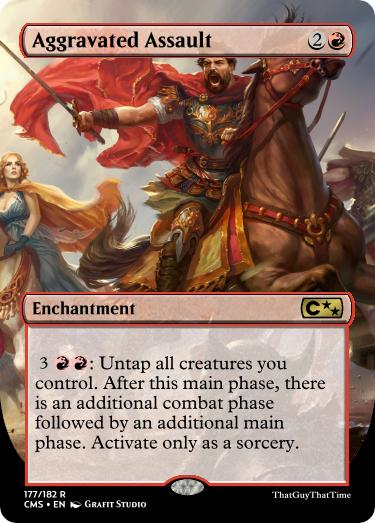 Aggravated Assault 2
Enchantment C
3 : Untap all creatures you
control. After this main phase, there
is an additional combat phase
followed by an additional main
phase. Activate only as a sorcery.
177/182 R
CMS • EN Grafit Studio
ThatGuyThatTime